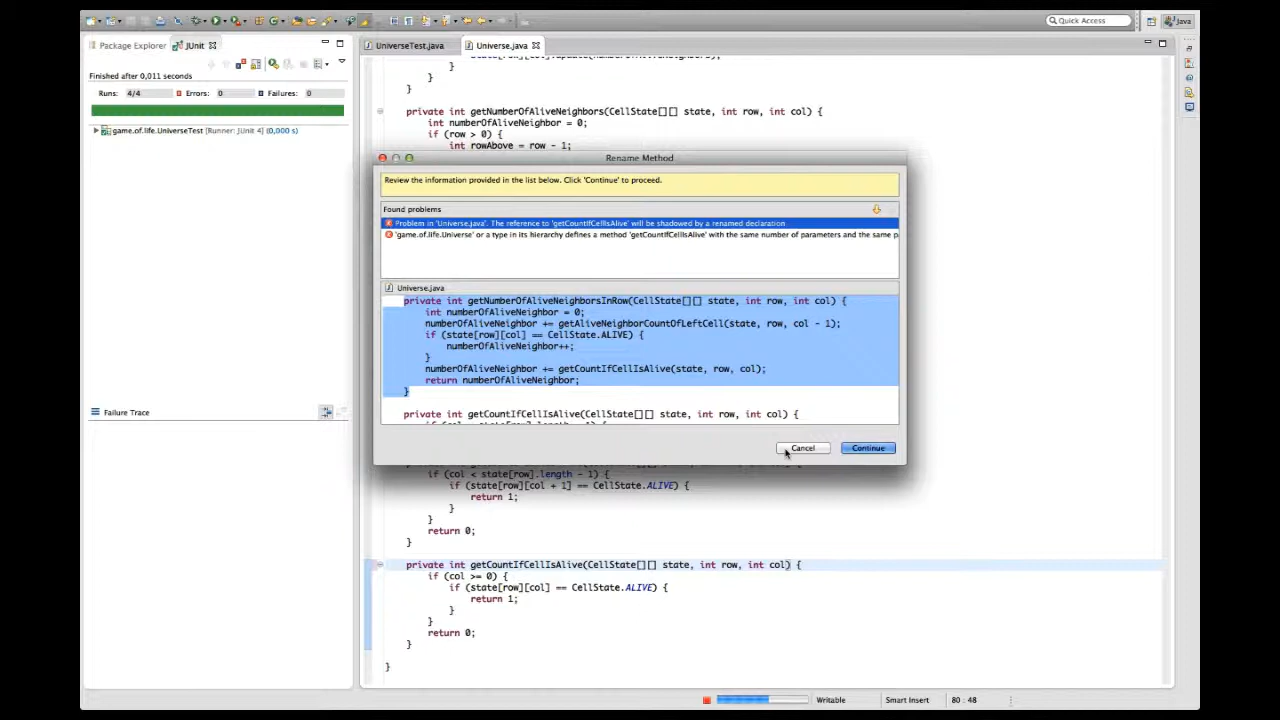 Quick Access
Java
Package Explorer
JUnit
UniverseTest.java
Universe.java
Finished after 0,011 seconds
Runs: 4/4
Errors: 0
Failures: 0
game.of.life.UniverseTest [Runner: JUnit 4] (0,000 s)
Failure Trace
}
}
}
private int getNumberOfAliveNeighbors(CellState[][] state, int row, int col) {
int numberOfAliveNeighbor = 0;
if (row > 0) {
int rowAbove = row - 1;
Rename Method
Review the information provided in the list below. Click 'Continue' to proceed.
Found problems
Problem in 'Universe.java'. The reference to 'getCountIfCellIsAlive' will be shadowed by a renamed declaration
'game.of.life.Universe' or a type in its hierarchy defines a method 'getCountIfCellIsAlive' with the same number of parameters and the same p
Universe.java
private int getNumberOfAliveNeighborsInRow(CellState[][] state, int row, int col) {
int numberOfAliveNeighbor = 0;
numberOfAliveNeighbor += getAliveNeighborCountOfLeftCell(state, row, col - 1);
if (state[row][col] == CellState.ALIVE) {
numberOfAliveNeighbor++;
}
numberOfAliveNeighbor += getCountIfCellIsAlive(state, row, col);
return numberOfAliveNeighbor;
}
private int getCountIfCellIsAlive(CellState[][] state, int row, int col) {
Cancel
Continue
if (col < state[row].length - 1) {
if (state[row][col + 1] == CellState.ALIVE) {
return 1;
}
}
return 0;
}
private int getCountIfCellIsAlive(CellState[][] state, int row, int col) {
if (col >= 0) {
if (state[row][col] == CellState.ALIVE) {
return 1;
}
}
return 0;
}
}
Writable
Smart Insert
80 : 48